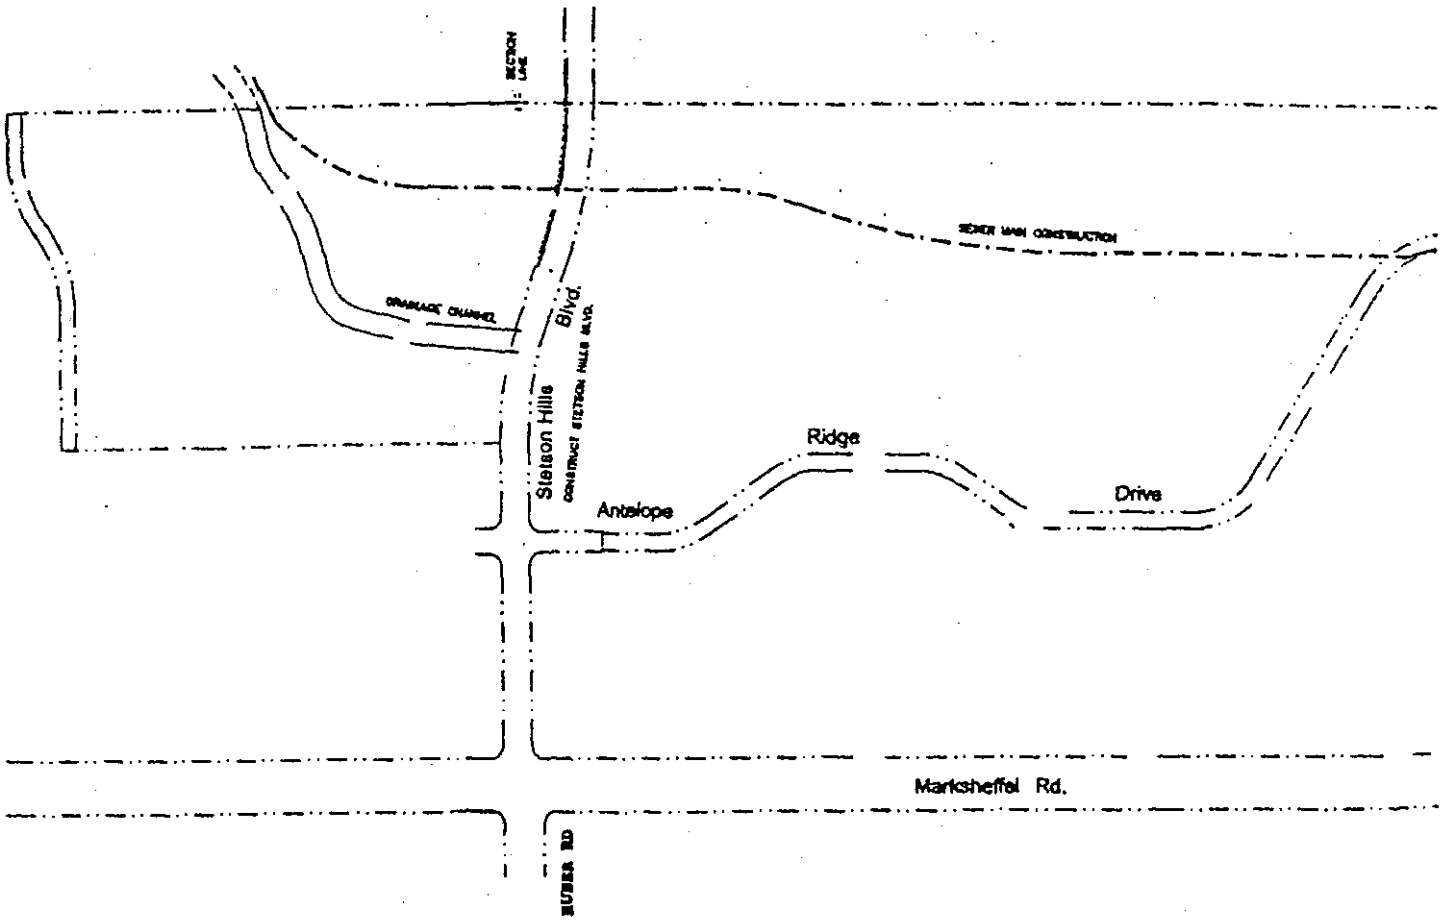 SECTION
LINE
SEWER MAIN CONSTRUCTION
DRAINAGE CHANNEL
Stetson Hills Blvd.
CONSTRUCT STETSON HILLS BLVD.
Antelope Ridge Drive
Marksheffel Rd.
HUBER RD